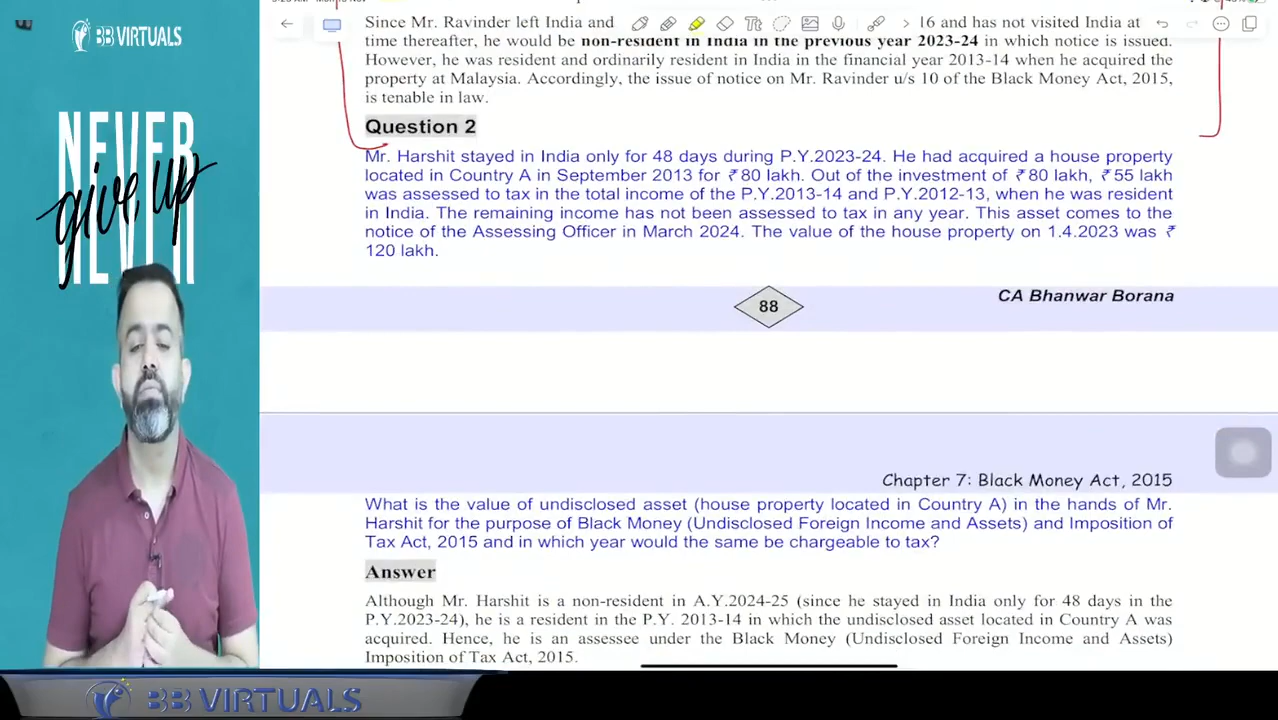 BB VIRTUALS
NEVER
give up
NEVER
Since Mr. Ravinder left India and 16 and has not visited India at
time thereafter, he would be non-resident in India in the previous year 2023-24 in which notice is issued.
However, he was resident and ordinarily resident in India in the financial year 2013-14 when he acquired the
property at Malaysia. Accordingly, the issue of notice on Mr. Ravinder u/s 10 of the Black Money Act, 2015,
is tenable in law.
Question 2
Mr. Harshit stayed in India only for 48 days during P.Y.2023-24. He had acquired a house property
located in Country A in September 2013 for ₹ 80 lakh. Out of the investment of ₹ 80 lakh, ₹ 55 lakh
was assessed to tax in the total income of the P.Y.2013-14 and P.Y.2012-13, when he was resident
in India. The remaining income has not been assessed to tax in any year. This asset comes to the
notice of the Assessing Officer in March 2024. The value of the house property on 1.4.2023 was ₹
120 lakh.
88
CA Bhanwar Borana
Chapter 7: Black Money Act, 2015
What is the value of undisclosed asset (house property located in Country A) in the hands of Mr.
Harshit for the purpose of Black Money (Undisclosed Foreign Income and Assets) and Imposition of
Tax Act, 2015 and in which year would the same be chargeable to tax?
Answer
Although Mr. Harshit is a non-resident in A.Y.2024-25 (since he stayed in India only for 48 days in the
P.Y.2023-24), he is a resident in the P.Y. 2013-14 in which the undisclosed asset located in Country A was
acquired. Hence, he is an assessee under the Black Money (Undisclosed Foreign Income and Assets)
Imposition of Tax Act, 2015.
BB VIRTUALS